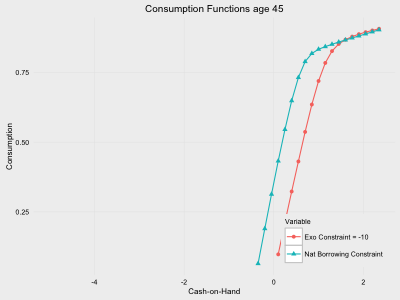 Consumption Functions age 45
Consumption
0.75
0.50
0.25
-4
-2
0
2
Cash-on-Hand
Variable
Exo Constraint = -10
Nat Borrowing Constraint